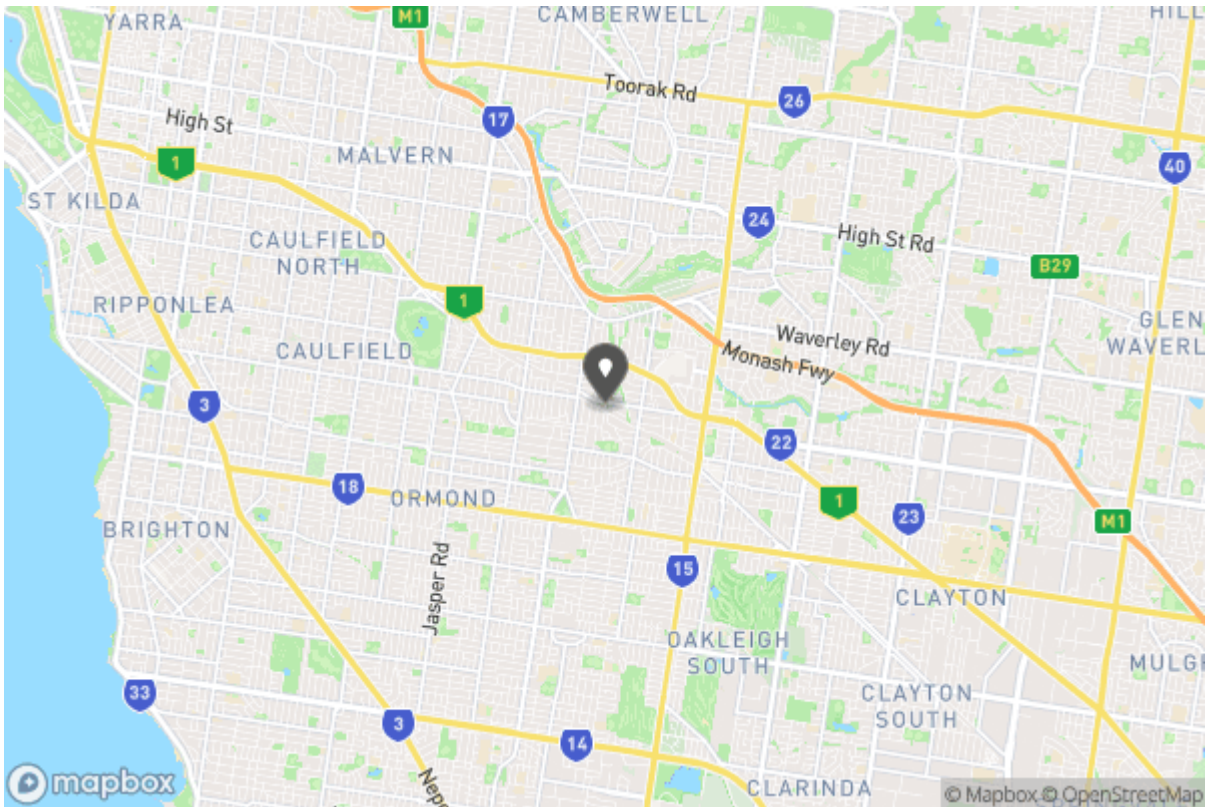 YARRA
M1
CAMBERWELL
HILL
Toorak Rd
26
High St
17
MALVERN
1
40
ST KILDA
24
High St Rd
CAULFIELD
NORTH
B29
RIPPONLEA
1
GLEN
WAVERL
CAULFIELD
Waverley Rd
Monash Fwy
3
22
18
ORMOND
1
23
M1
BRIGHTON
15
Jasper Rd
CLAYTON
OAKLEIGH
SOUTH
MULG
33
CLAYTON
SOUTH
3
14
Nepe
CLARINDA
mapbox
© Mapbox © OpenStreetMap